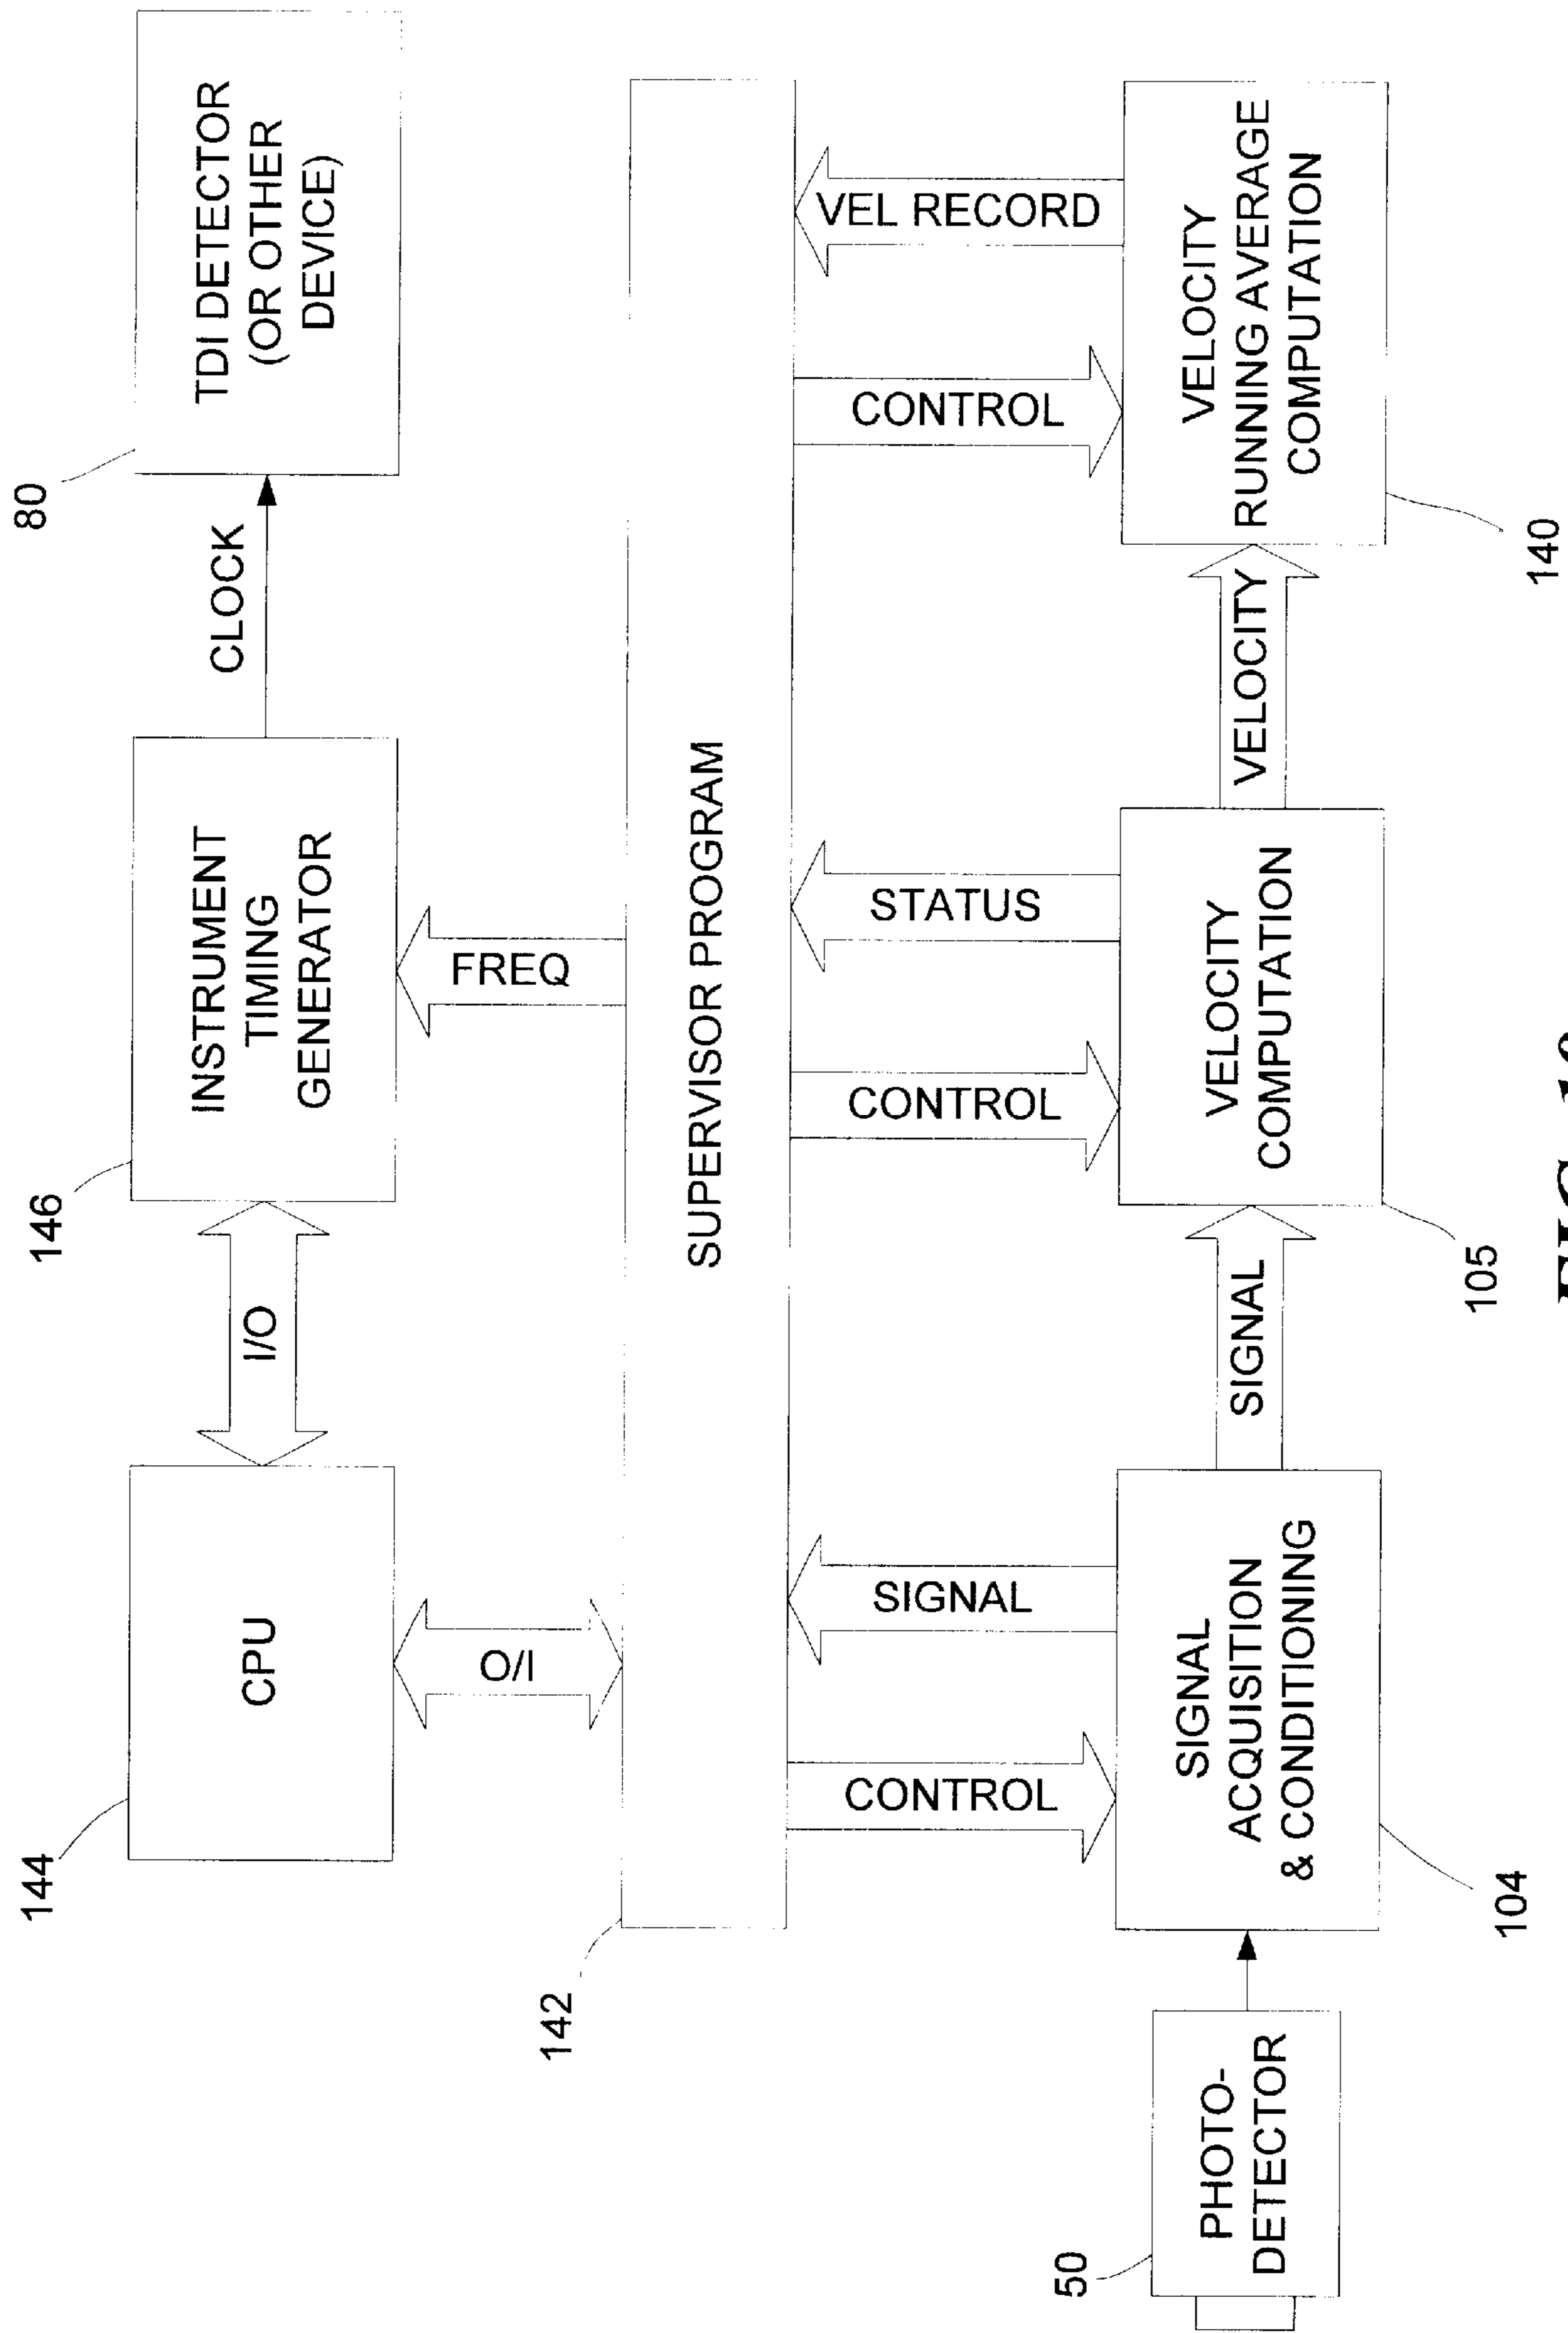 144
CPU
I/O
146
INSTRUMENT
TIMING
GENERATOR
CLOCK
80
TDI DETECTOR
(OR OTHER
DEVICE)
O/I
FREQ
142
SUPERVISOR PROGRAM
CONTROL
SIGNAL
CONTROL
STATUS
CONTROL
VEL RECORD
50
PHOTO-
DETECTOR
SIGNAL
ACQUISITION
& CONDITIONING
104
SIGNAL
VELOCITY
COMPUTATION
105
VELOCITY
VELOCITY
RUNNING AVERAGE
COMPUTATION
140